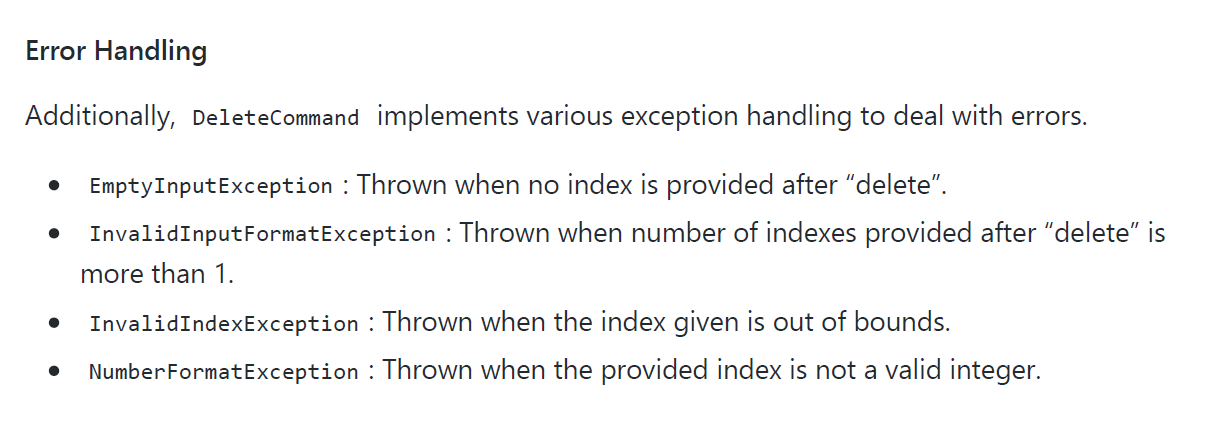 Error Handling
Additionally, DeleteCommand implements various exception handling to deal with errors.
• EmptyInputException : Thrown when no index is provided after “delete”.
• InvalidInputFormatException : Thrown when number of indexes provided after “delete” is
more than 1.
• InvalidIndexException : Thrown when the index given is out of bounds.
• NumberFormatException : Thrown when the provided index is not a valid integer.